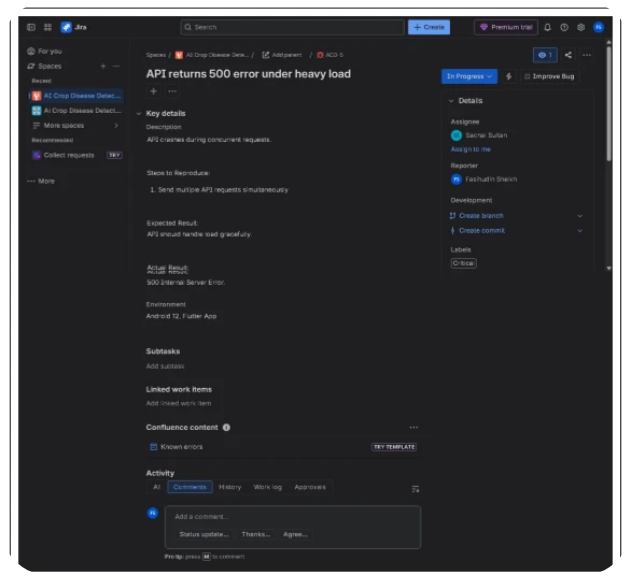 Jira
Search
+ Create
Premium trial
For you
Spaces
Recent
AI Crop Disease Detec...
AI Crop Disease Detect...
More spaces
Recommended
Collect requests TRY
More
Spaces / AI Crop Disease Dete... / Add parent / ACD-5
1
API returns 500 error under heavy load
In Progress
Improve Bug
Key details
Description
API crashes during concurrent requests.
Steps to Reproduce:
1. Send multiple API requests simultaneously
Expected Result:
API should handle load gracefully.
Actual Result:
500 Internal Server Error.
Environment
Android 12, Flutter App
Subtasks
Add subtask
Linked work items
Add linked work item
Confluence content
Known errors TRY TEMPLATE
Activity
All Comments History Work log Approvals
FS
Add a comment...
Status update... Thanks... Agree...
Pro tip: press M to comment
Details
Assignee
Sachal Sultan
Assign to me
Reporter
FS Fasihudin Sheikh
Development
Create branch
Create commit
Labels
Critical